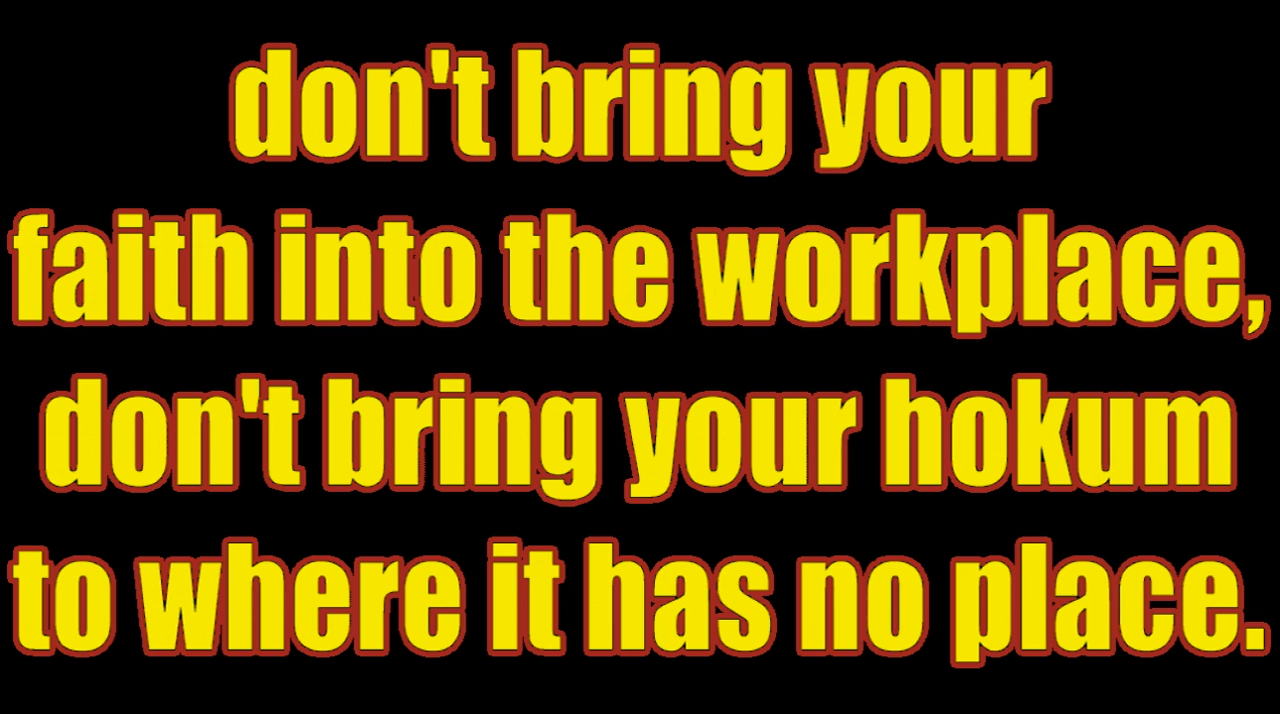 don't bring your
faith into the workplace,
don't bring your hokum
to where it has no place.